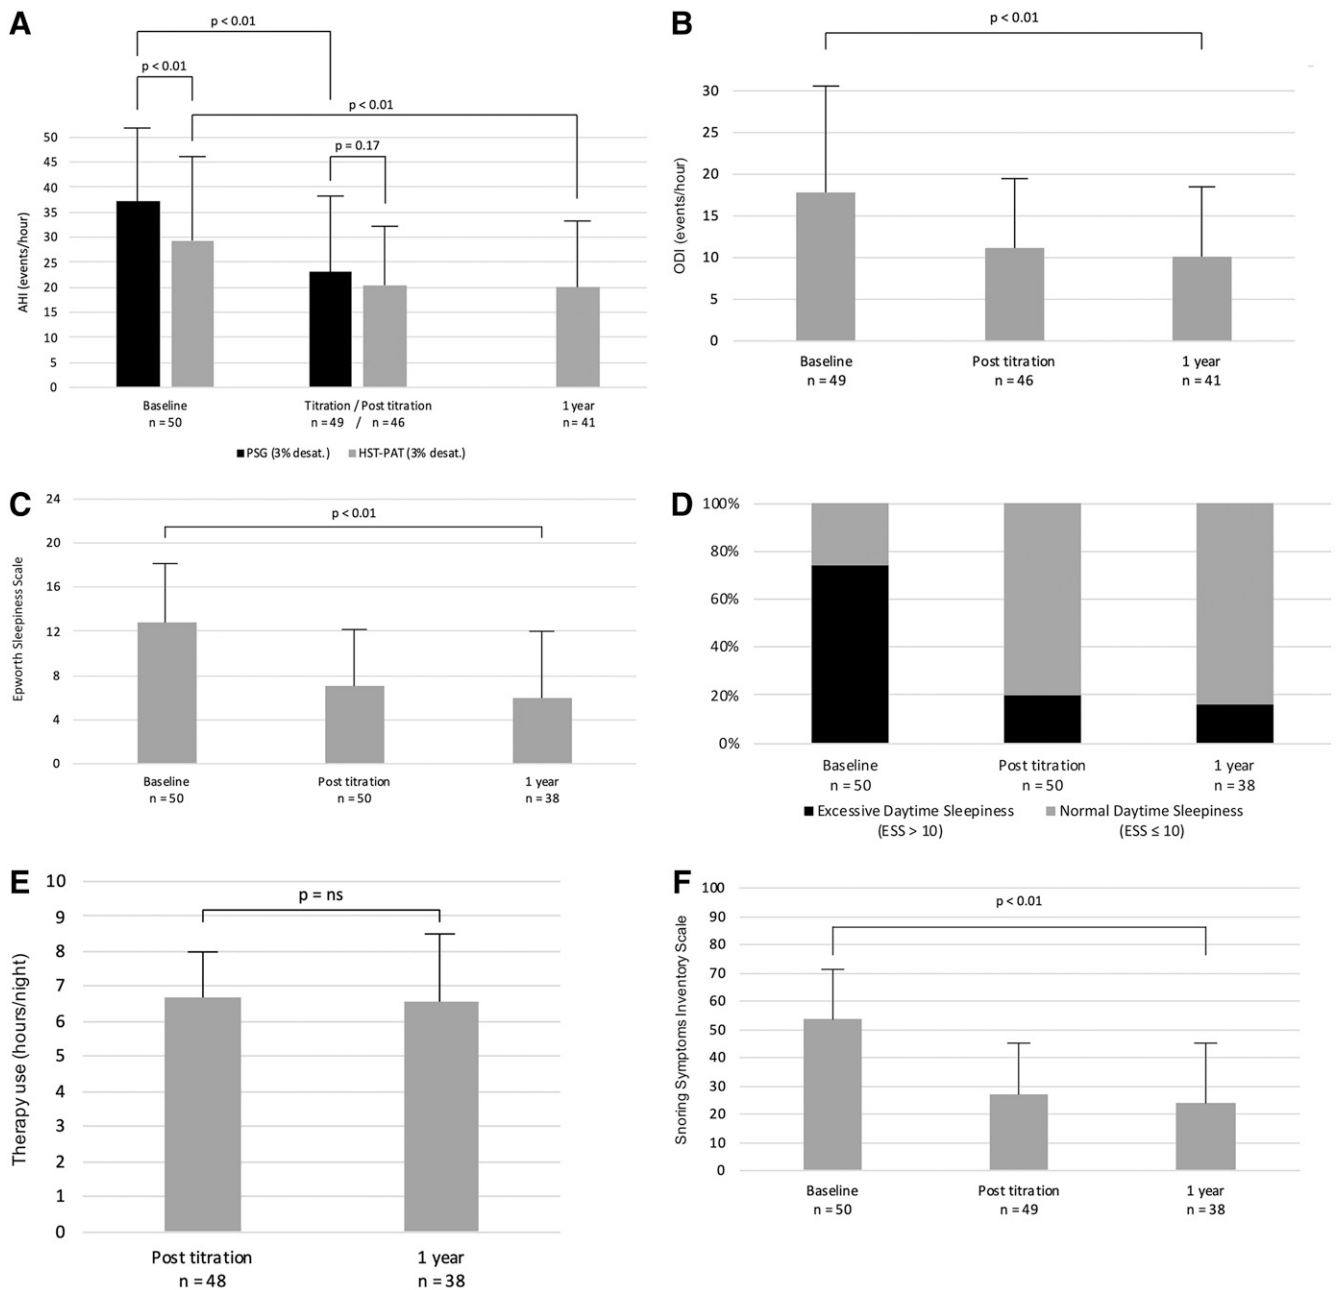 A
p < 0.01
p < 0.01
p < 0.01
p = 0.17
50
45
40
35
30
25
20
15
10
5
0
AHI (events/hour)
Baseline
n = 50
Titration / Post titration
n = 49 / n = 46
1 year
n = 41
PSG (3% desat.) HST-PAT (3% desat.)
B
p < 0.01
30
25
20
15
10
5
0
ODI (events/hour)
Baseline
n = 49
Post titration
n = 46
1 year
n = 41
C
p < 0.01
24
20
16
12
8
4
0
Epworth Sleepiness Scale
Baseline
n = 50
Post titration
n = 50
1 year
n = 38
D
100%
80%
60%
40%
20%
0%
Baseline
n = 50
Post titration
n = 50
1 year
n = 38
Excessive Daytime Sleepiness
(ESS > 10)
Normal Daytime Sleepiness
(ESS ≤ 10)
E
p = ns
10
9
8
7
6
5
4
3
2
1
0
Therapy use (hours/night)
Post titration
n = 48
1 year
n = 38
F
p < 0.01
100
90
80
70
60
50
40
30
20
10
0
Snoring Symptoms Inventory Scale
Baseline
n = 50
Post titration
n = 49
1 year
n = 38